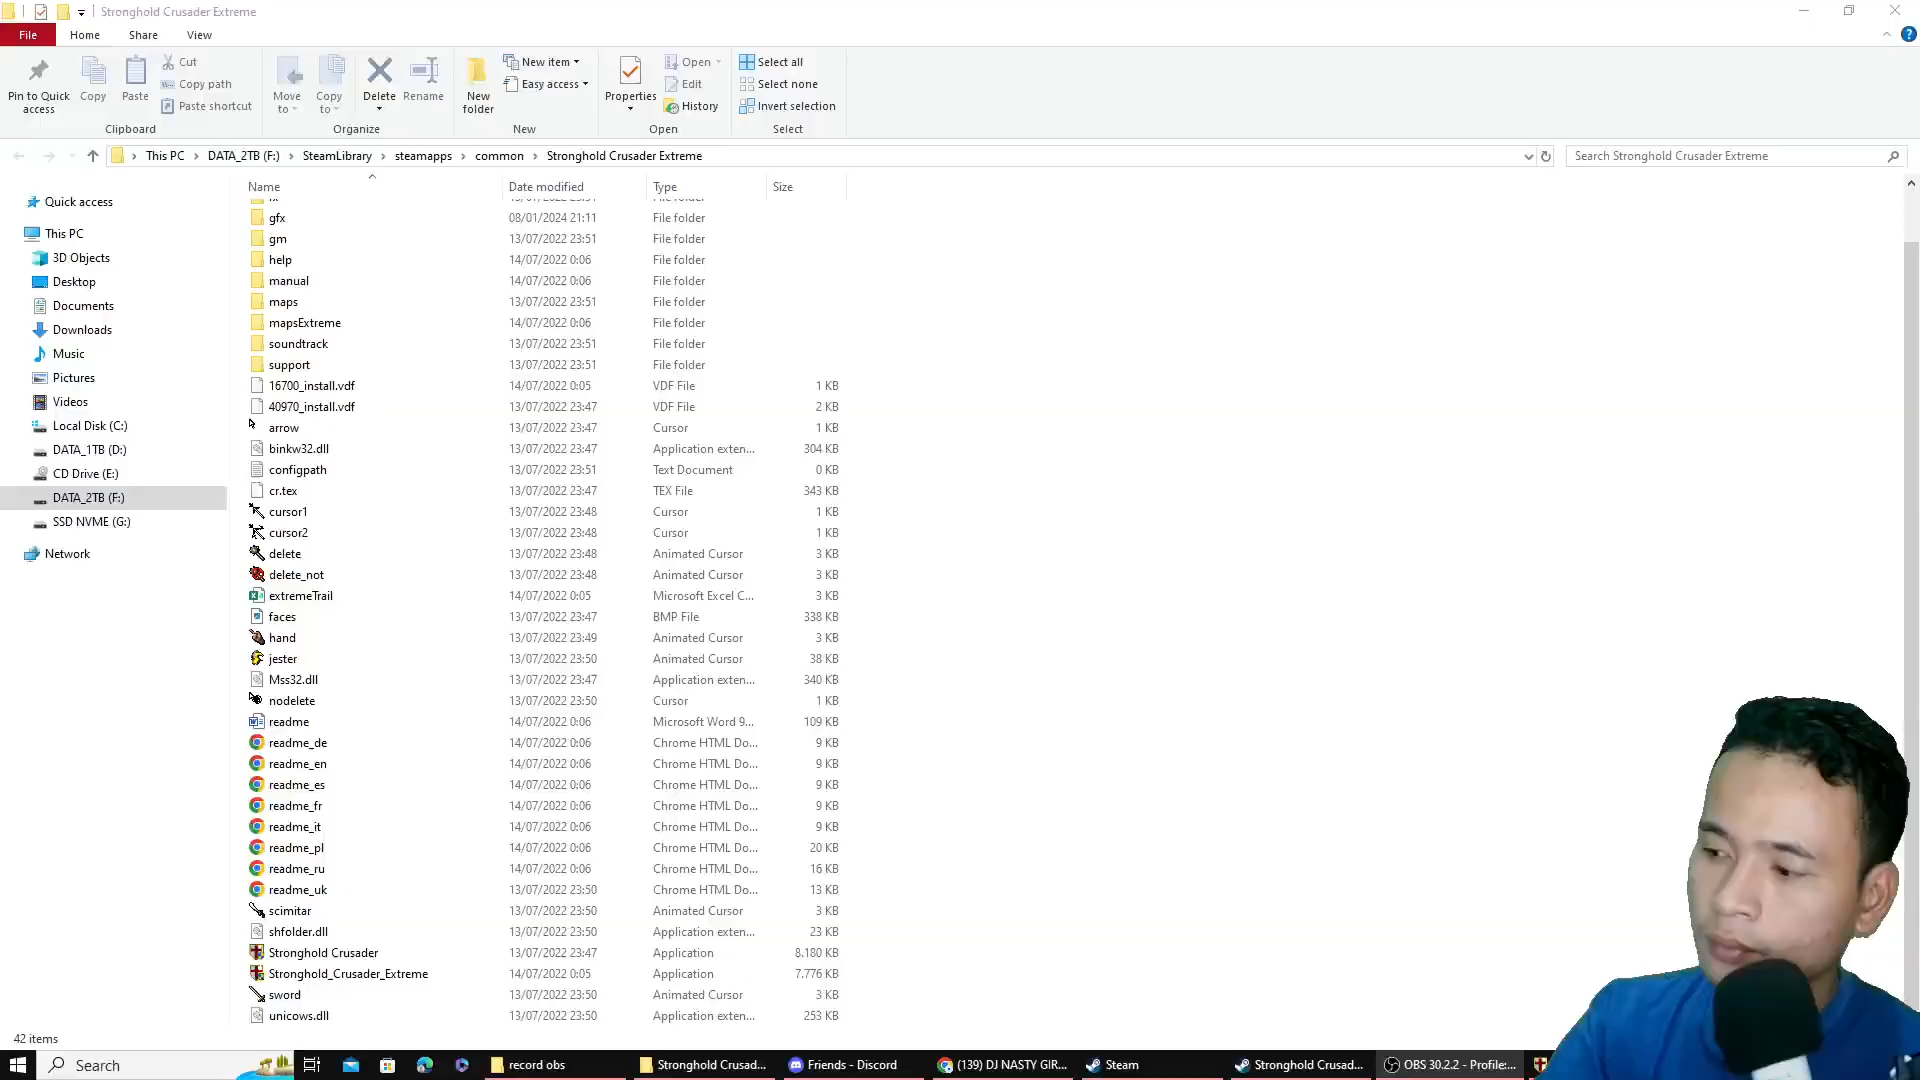 Stronghold Crusader Extreme
File Home Share View
Pin to Quick access
Copy
Paste
Cut
Copy path
Paste shortcut
Clipboard
Move to
Copy to
Delete
Rename
Organize
New folder
New item
Easy access
New
Properties
Open
Edit
History
Open
Select all
Select none
Invert selection
Select
This PC > DATA_2TB (F:) > SteamLibrary > steamapps > common > Stronghold Crusader Extreme
Search Stronghold Crusader Extreme
Quick access
This PC
3D Objects
Desktop
Documents
Downloads
Music
Pictures
Videos
Local Disk (C:)
DATA_1TB (D:)
CD Drive (E:)
DATA_2TB (F:)
SSD NVME (G:)
Network
Name Date modified Type Size
gfx 08/01/2024 21:11 File folder
gm 13/07/2022 23:51 File folder
help 14/07/2022 0:06 File folder
manual 14/07/2022 0:06 File folder
maps 13/07/2022 23:51 File folder
mapsExtreme 14/07/2022 0:06 File folder
soundtrack 13/07/2022 23:51 File folder
support 13/07/2022 23:51 File folder
16700_install.vdf 14/07/2022 0:05 VDF File 1 KB
40970_install.vdf 13/07/2022 23:47 VDF File 2 KB
arrow 13/07/2022 23:47 Cursor 1 KB
binkw32.dll 13/07/2022 23:47 Application exten... 304 KB
configpath 13/07/2022 23:51 Text Document 0 KB
cr.tex 13/07/2022 23:47 TEX File 343 KB
cursor1 13/07/2022 23:48 Cursor 1 KB
cursor2 13/07/2022 23:48 Cursor 1 KB
delete 13/07/2022 23:48 Animated Cursor 3 KB
delete_not 13/07/2022 23:48 Animated Cursor 3 KB
extremeTrail 14/07/2022 0:05 Microsoft Excel C... 3 KB
faces 13/07/2022 23:47 BMP File 338 KB
hand 13/07/2022 23:49 Animated Cursor 3 KB
jester 13/07/2022 23:50 Animated Cursor 38 KB
Mss32.dll 13/07/2022 23:47 Application exten... 340 KB
nodelete 13/07/2022 23:50 Cursor 1 KB
readme 14/07/2022 0:06 Microsoft Word 9... 109 KB
readme_de 14/07/2022 0:06 Chrome HTML Do... 9 KB
readme_en 14/07/2022 0:06 Chrome HTML Do... 9 KB
readme_es 14/07/2022 0:06 Chrome HTML Do... 9 KB
readme_fr 14/07/2022 0:06 Chrome HTML Do... 9 KB
readme_it 14/07/2022 0:06 Chrome HTML Do... 9 KB
readme_pl 14/07/2022 0:06 Chrome HTML Do... 20 KB
readme_ru 14/07/2022 0:06 Chrome HTML Do... 16 KB
readme_uk 13/07/2022 23:50 Chrome HTML Do... 13 KB
scimitar 13/07/2022 23:50 Animated Cursor 3 KB
shfolder.dll 13/07/2022 23:50 Application exten... 23 KB
Stronghold Crusader 13/07/2022 23:47 Application 8.180 KB
Stronghold_Crusader_Extreme 14/07/2022 0:05 Application 7.776 KB
sword 13/07/2022 23:50 Animated Cursor 3 KB
unicows.dll 13/07/2022 23:50 Application exten... 253 KB
42 items
Search
record obs
Stronghold Crusad...
Friends - Discord
(139) DJ NASTY GIR...
Steam
Stronghold Crusad...
OBS 30.2.2 - Profile:...